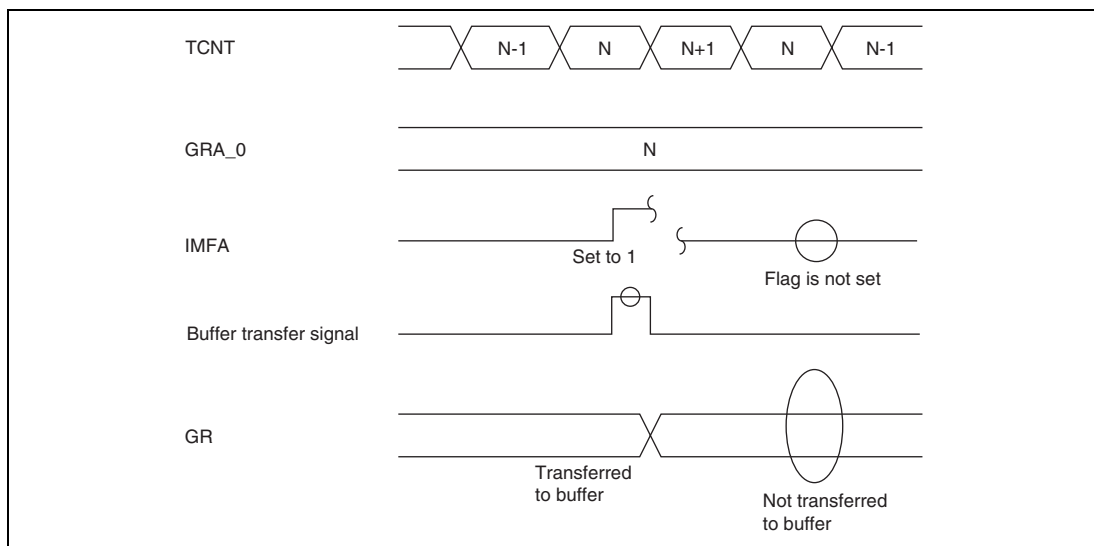 TCNT
N-1
N
N+1
N
N-1
GRA_0
N
IMFA
Set to 1
Flag is not set
Buffer transfer signal
GR
Transferred
to buffer
Not transferred
to buffer